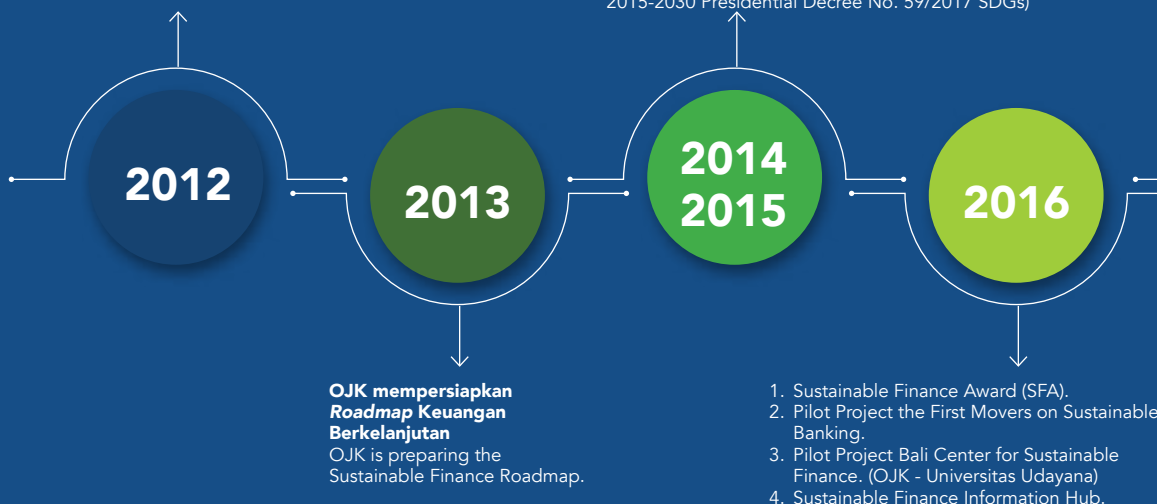 2015-2030 Presidential Decree No. 59/2017 SDGs)
2012
2013
2014
2015
2016
OJK mempersiapkan
Roadmap Keuangan
Berkelanjutan
OJK is preparing the
Sustainable Finance Roadmap.
1. Sustainable Finance Award (SFA).
2. Pilot Project the First Movers on Sustainable
Banking.
3. Pilot Project Bali Center for Sustainable
Finance. (OJK - Universitas Udayana)
4. Sustainable Finance Information Hub.